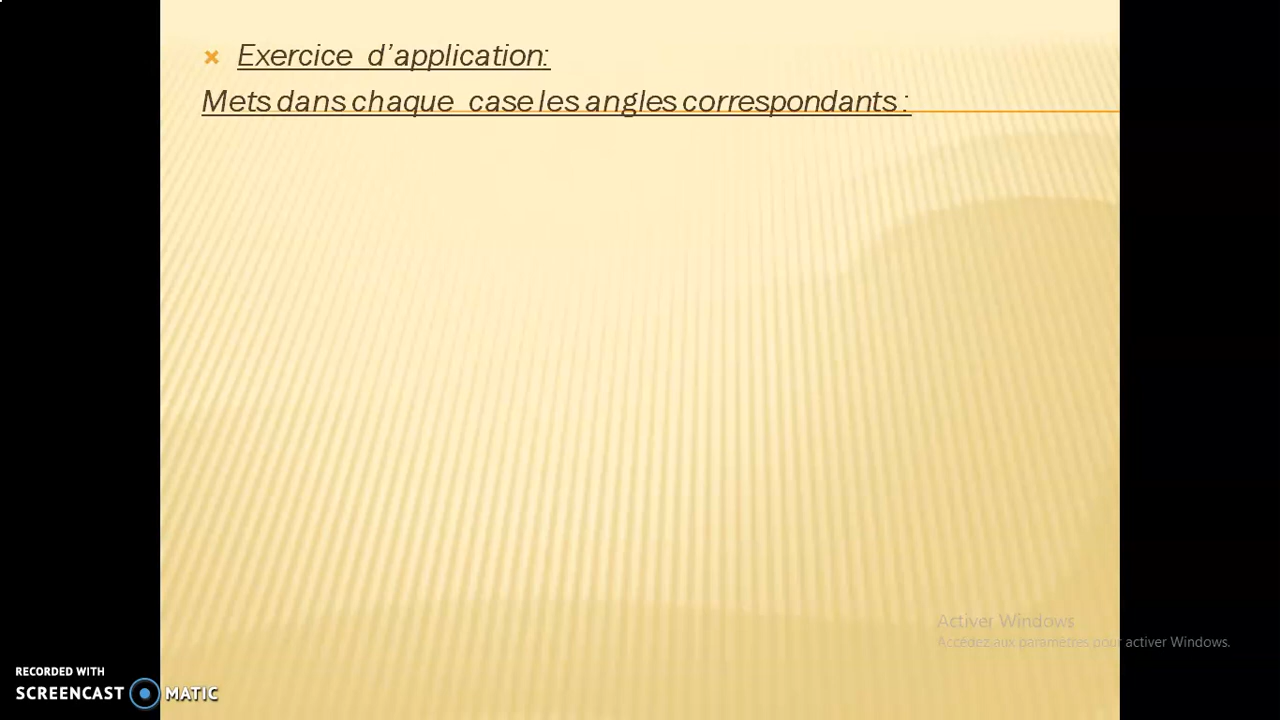 Exercice d'application:
Mets dans chaque case les angles correspondants :
Activer Windows
Accédez aux paramètres pour activer Windows.
RECORDED WITH
SCREENCAST MATIC